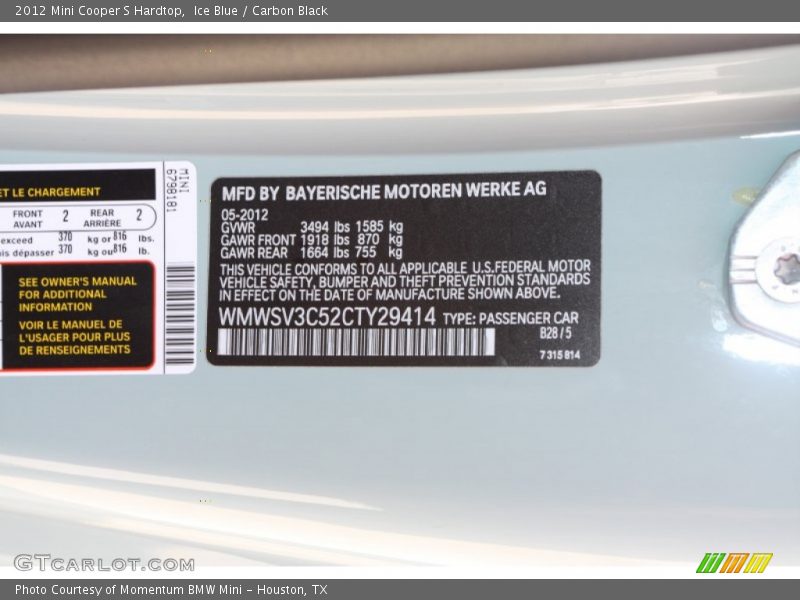 2012 Mini Cooper S Hardtop, Ice Blue / Carbon Black
ET LE CHARGEMENT
FRONT 2 REAR 2
AVANT ARRIÈRE
exceed 370 kg or 816 lbs.
is dépasser 370 kg ou 816 lb.
SEE OWNER'S MANUAL
FOR ADDITIONAL
INFORMATION
VOIR LE MANUEL DE
L'USAGER POUR PLUS
DE RENSEIGNEMENTS
MINI
6798181
MFD BY BAYERISCHE MOTOREN WERKE AG
05-2012
GVWR 3494 lbs 1585 kg
GAWR FRONT 1918 lbs 870 kg
GAWR REAR 1664 lbs 755 kg
THIS VEHICLE CONFORMS TO ALL APPLICABLE U.S.FEDERAL MOTOR
VEHICLE SAFETY, BUMPER AND THEFT PREVENTION STANDARDS
IN EFFECT ON THE DATE OF MANUFACTURE SHOWN ABOVE.
WMWSV3C52CTY29414 TYPE: PASSENGER CAR
B28 / 5
7 315 814
GTCARLOT.COM
Photo Courtesy of Momentum BMW Mini - Houston, TX